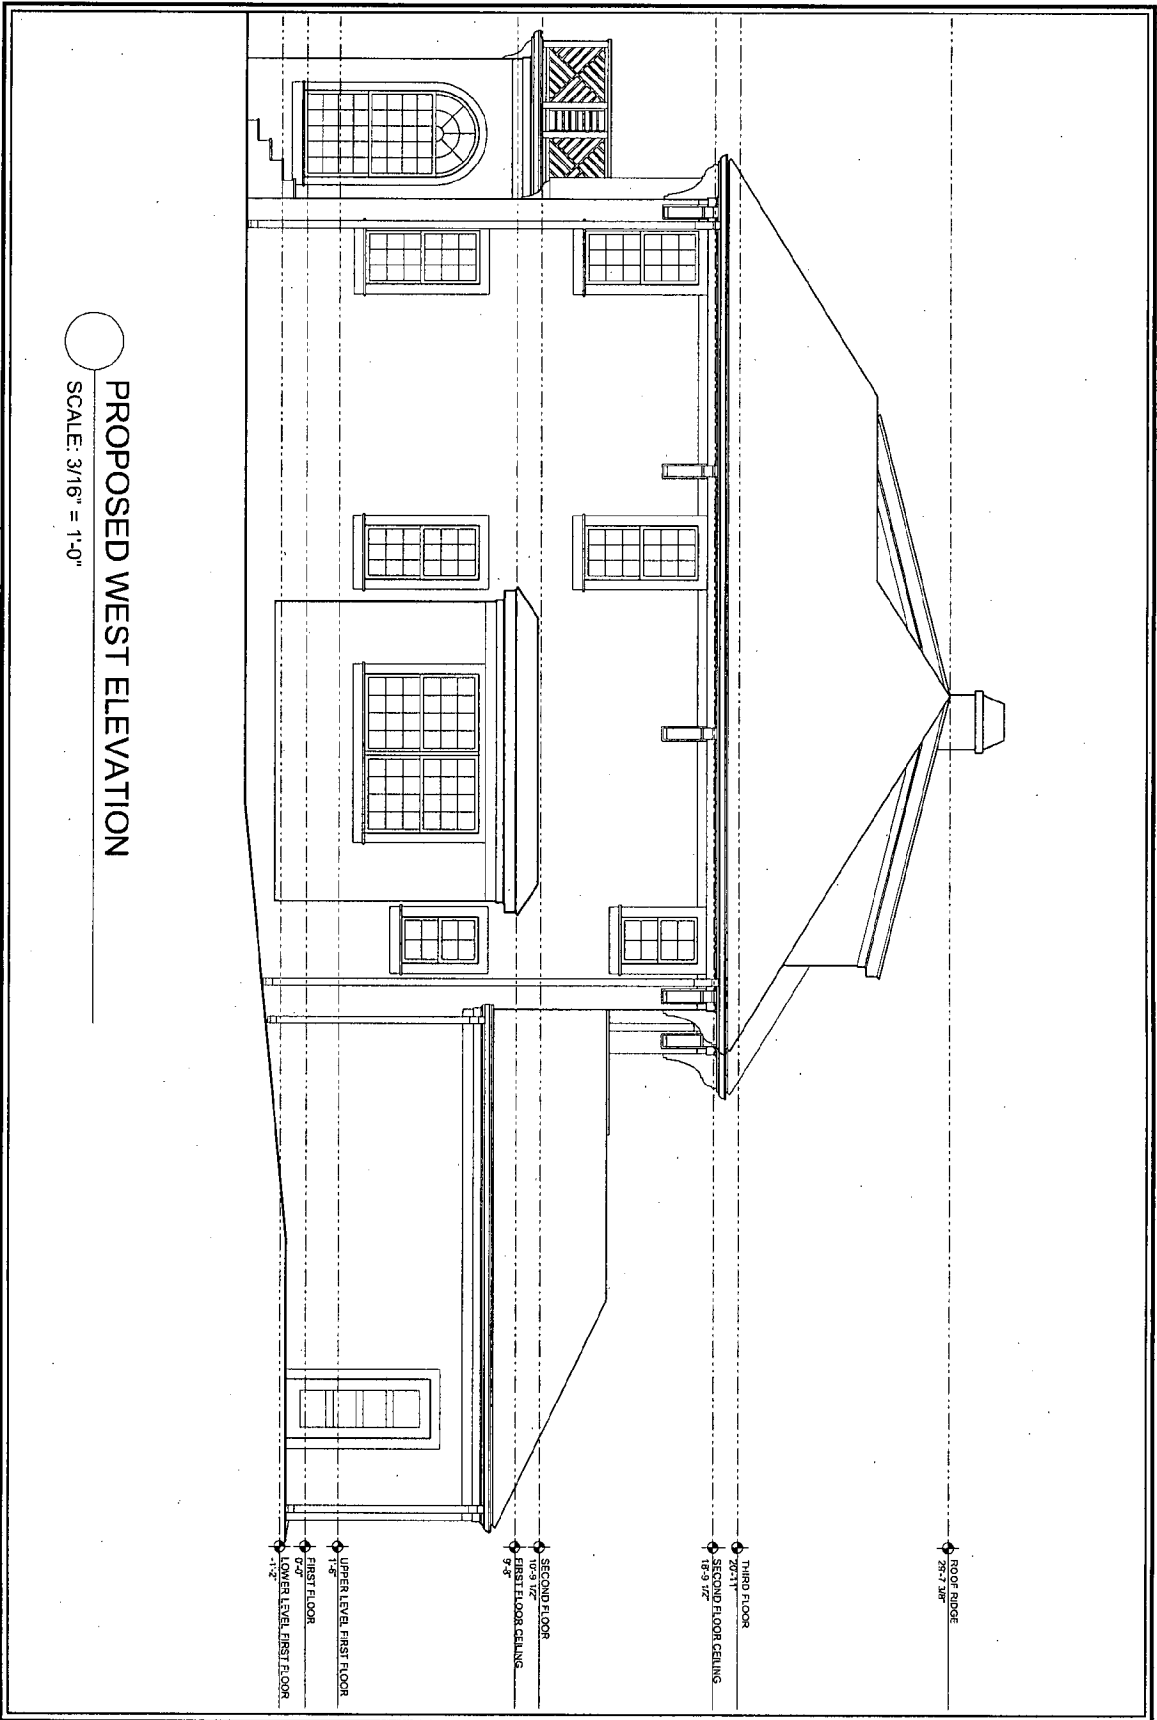 ROOF RIDGE
29'-7 3/8"
THIRD FLOOR
20'-11"
SECOND FLOOR CEILING
18'-9 1/2"
SECOND FLOOR
10'-9 1/2"
FIRST FLOOR CEILING
9'-8"
UPPER LEVEL FIRST FLOOR
1'-6"
FIRST FLOOR
0'-0"
LOWER LEVEL FIRST FLOOR
-1'-2"
PROPOSED WEST ELEVATION
SCALE: 3/16" = 1'-0"